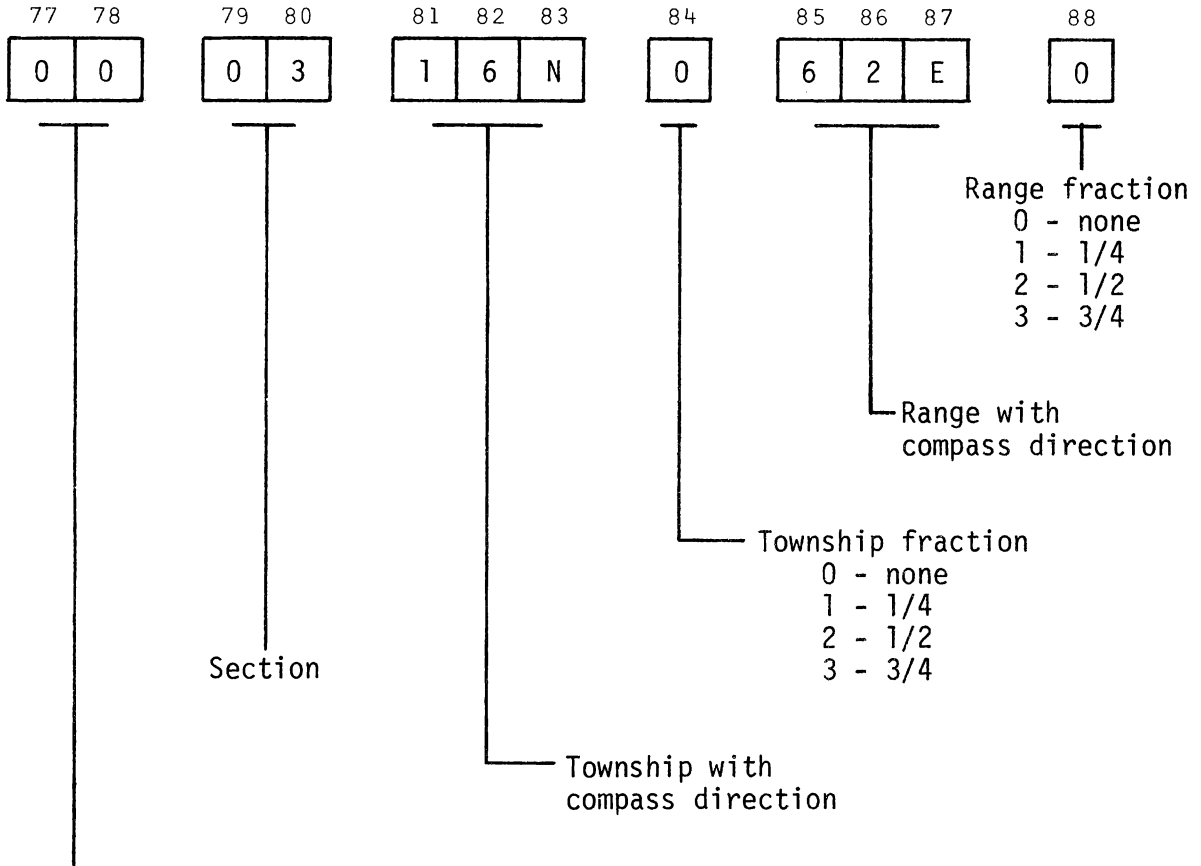 77 78 79 80 81 82 83 84 85 86 87 88
0 0 0 3 1 6 N 0 6 2 E 0
Range fraction
0 - none
1 - 1/4
2 - 1/2
3 - 3/4
Range with
compass direction
Township fraction
0 - none
1 - 1/4
2 - 1/2
3 - 3/4
Section
Township with
compass direction